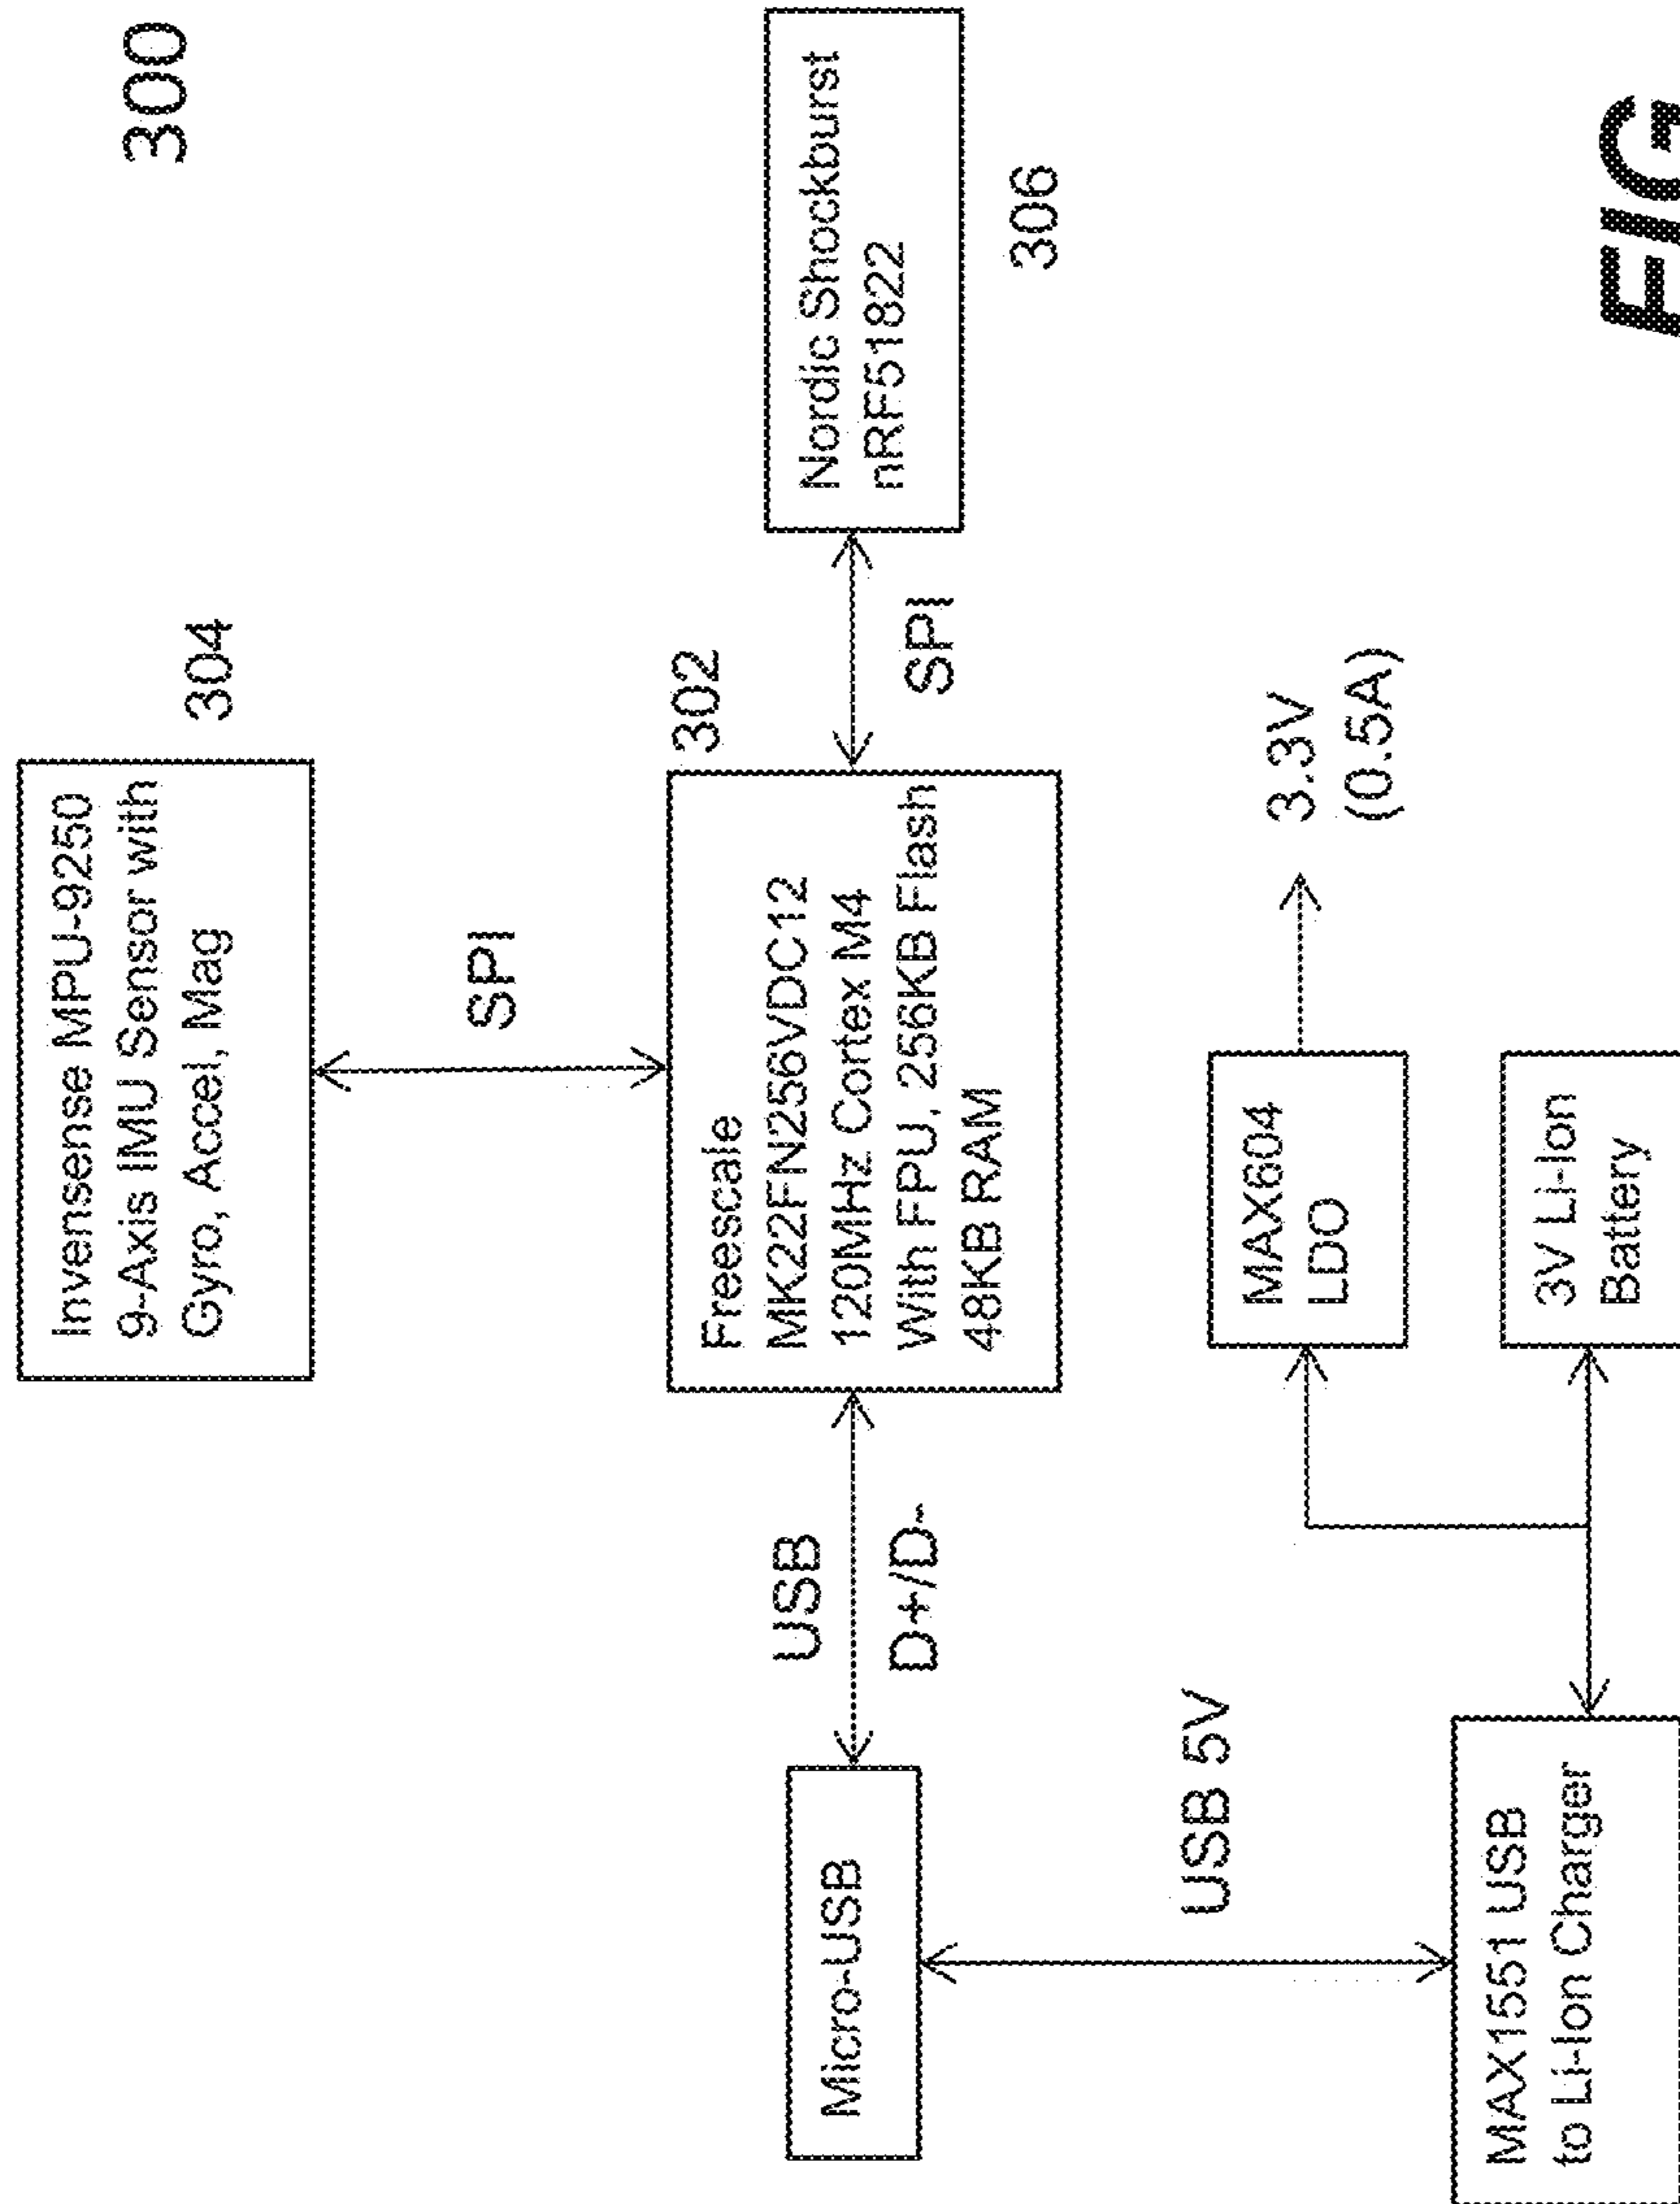 300
Invensense MPU-9250
9-Axis IMU Sensor with
Gyro, Accel, Mag
304
SPI
302
Freescale
MK22FN256VDC12
120MHz Cortex M4
With FPU, 256KB Flash
48KB RAM
USB
D+/D-
Micro-USB
SPI
Nordic Shockburst
nRF51822
306
USB 5V
MAX604
LDO
3.3V
(0.5A)
MAX1551 USB
to Li-Ion Charger
3V Li-Ion
Battery
FIG